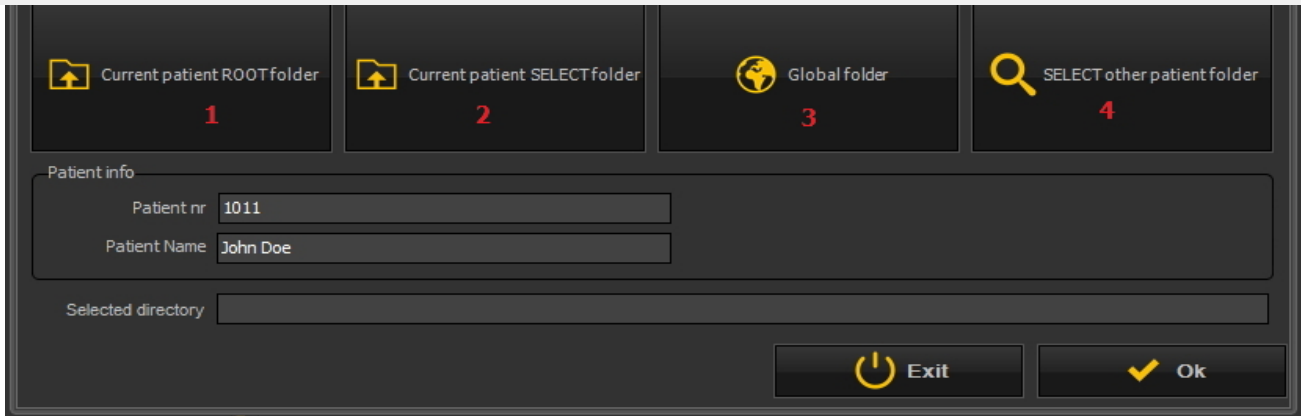 Current patient ROOT folder
1
Current patient SELECT folder
2
Global folder
3
SELECT other patient folder
4
Patient info
Patient nr 1011
Patient Name John Doe
Selected directory
Exit
Ok